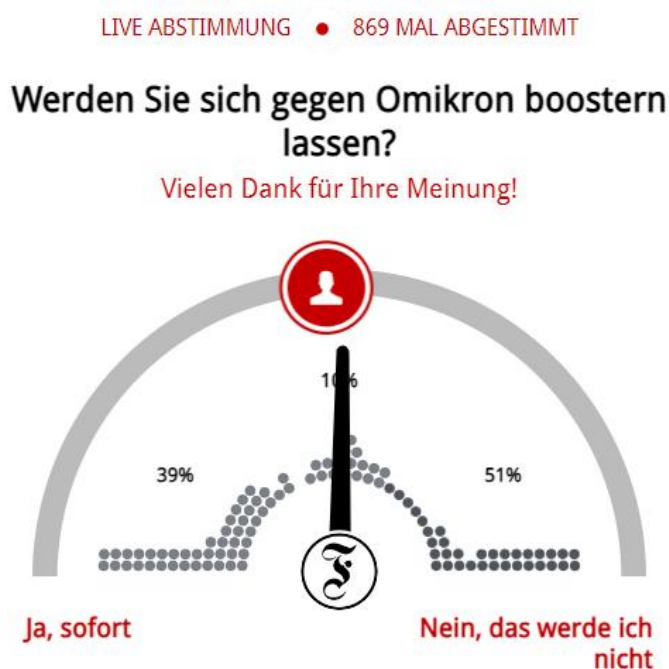 LIVE ABSTIMMUNG ● 869 MAL ABGESTIMMT
Werden Sie sich gegen Omikron boostern
lassen?
Vielen Dank für Ihre Meinung!
10%
39%
51%
F
Ja, sofort
Nein, das werde ich
nicht